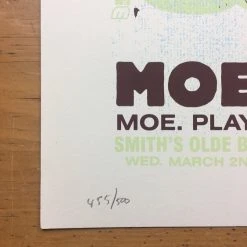 MOE
MOE. PLAY
SMITH'S OLDE B
WED. MARCH 2N
455/500